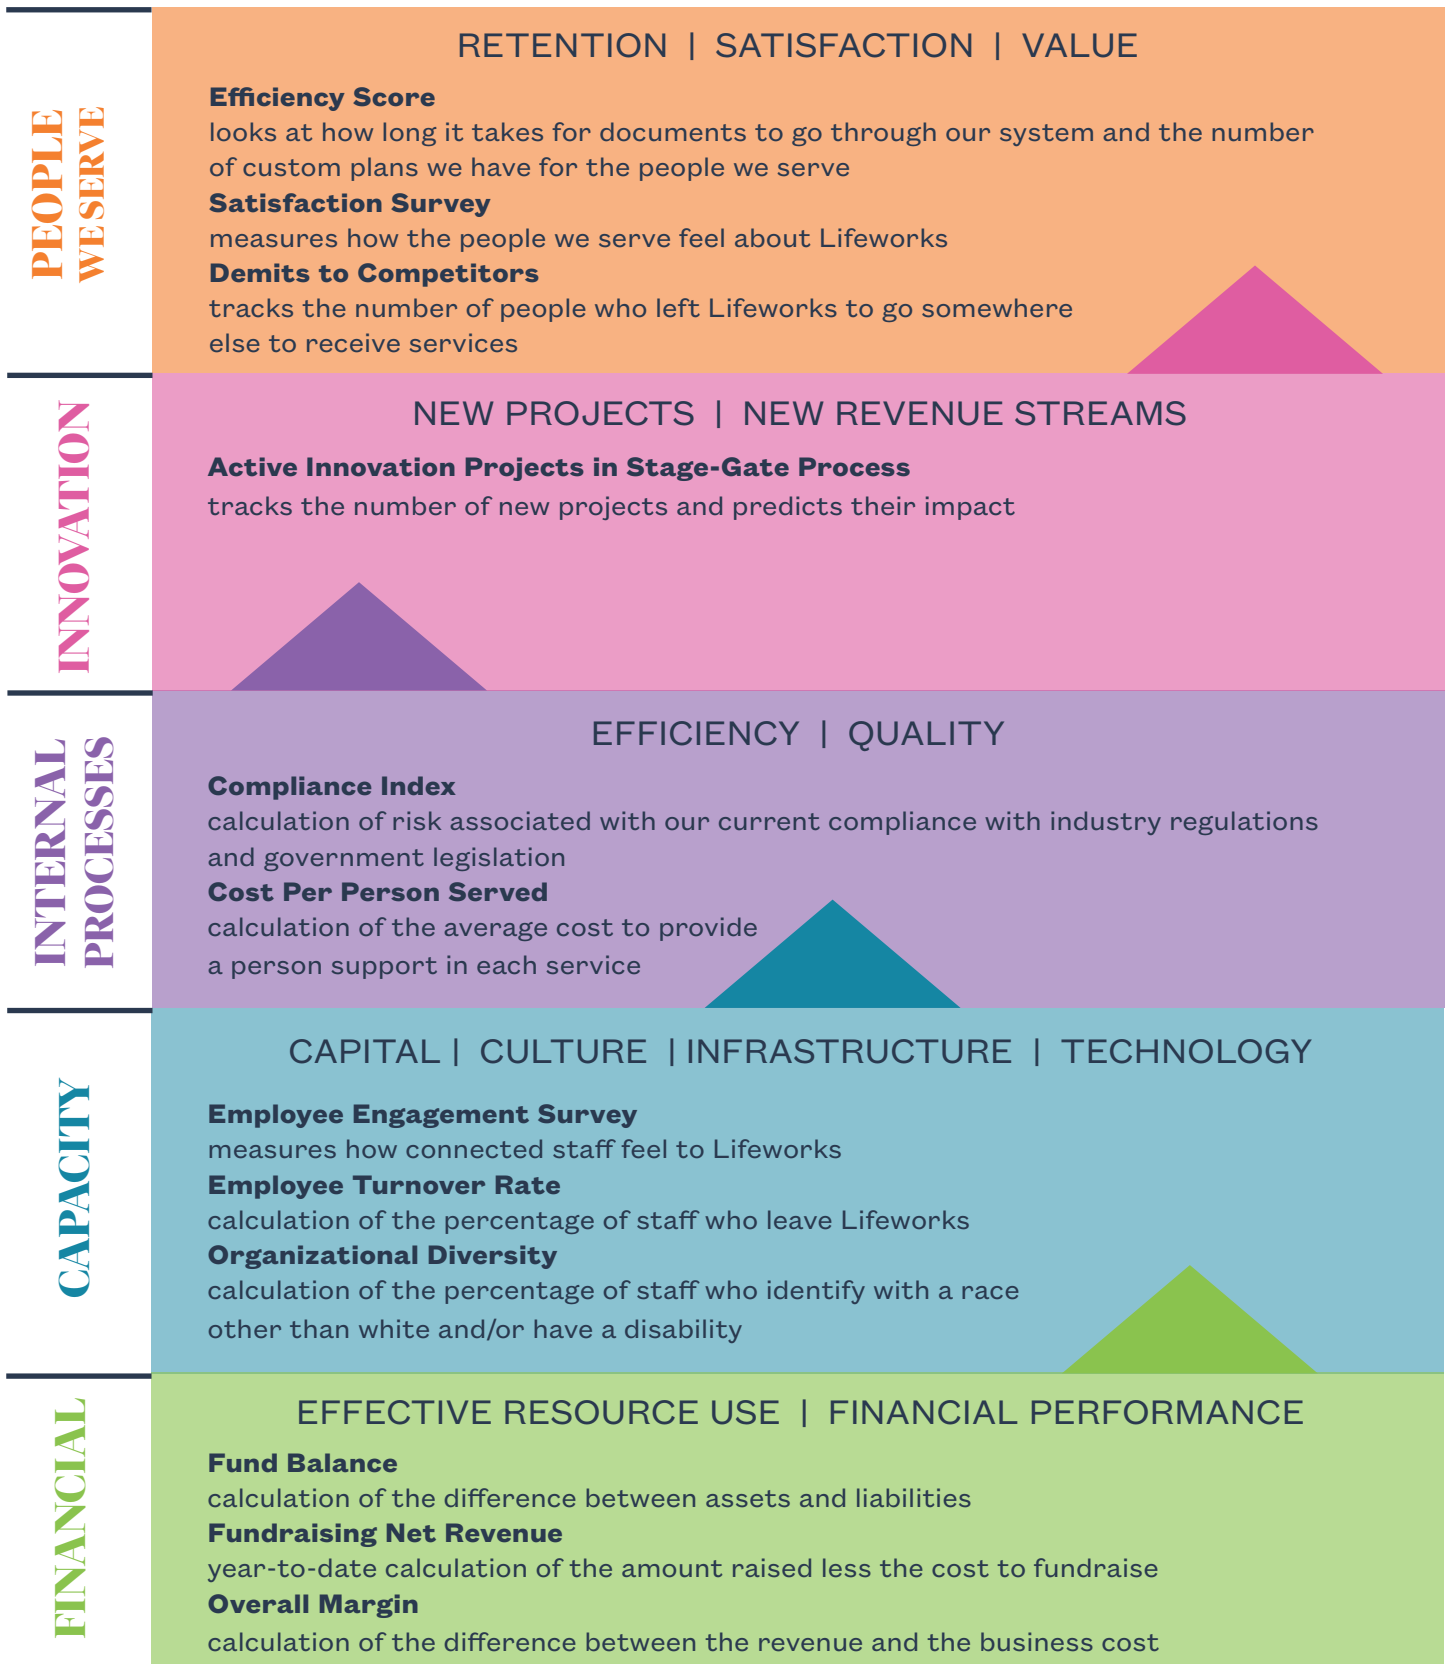 PEOPLE
WE SERVE
RETENTION | SATISFACTION | VALUE
Efficiency Score
looks at how long it takes for documents to go through our system and the number
of custom plans we have for the people we serve
Satisfaction Survey
measures how the people we serve feel about Lifeworks
Demits to Competitors
tracks the number of people who left Lifeworks to go somewhere
else to receive services
INNOVATION
NEW PROJECTS | NEW REVENUE STREAMS
Active Innovation Projects in Stage-Gate Process
tracks the number of new projects and predicts their impact
INTERNAL
PROCESSES
EFFICIENCY | QUALITY
Compliance Index
calculation of risk associated with our current compliance with industry regulations
and government legislation
Cost Per Person Served
calculation of the average cost to provide
a person support in each service
CAPACITY
CAPITAL | CULTURE | INFRASTRUCTURE | TECHNOLOGY
Employee Engagement Survey
measures how connected staff feel to Lifeworks
Employee Turnover Rate
calculation of the percentage of staff who leave Lifeworks
Organizational Diversity
calculation of the percentage of staff who identify with a race
other than white and/or have a disability
FINANCIAL
EFFECTIVE RESOURCE USE | FINANCIAL PERFORMANCE
Fund Balance
calculation of the difference between assets and liabilities
Fundraising Net Revenue
year-to-date calculation of the amount raised less the cost to fundraise
Overall Margin
calculation of the difference between the revenue and the business cost